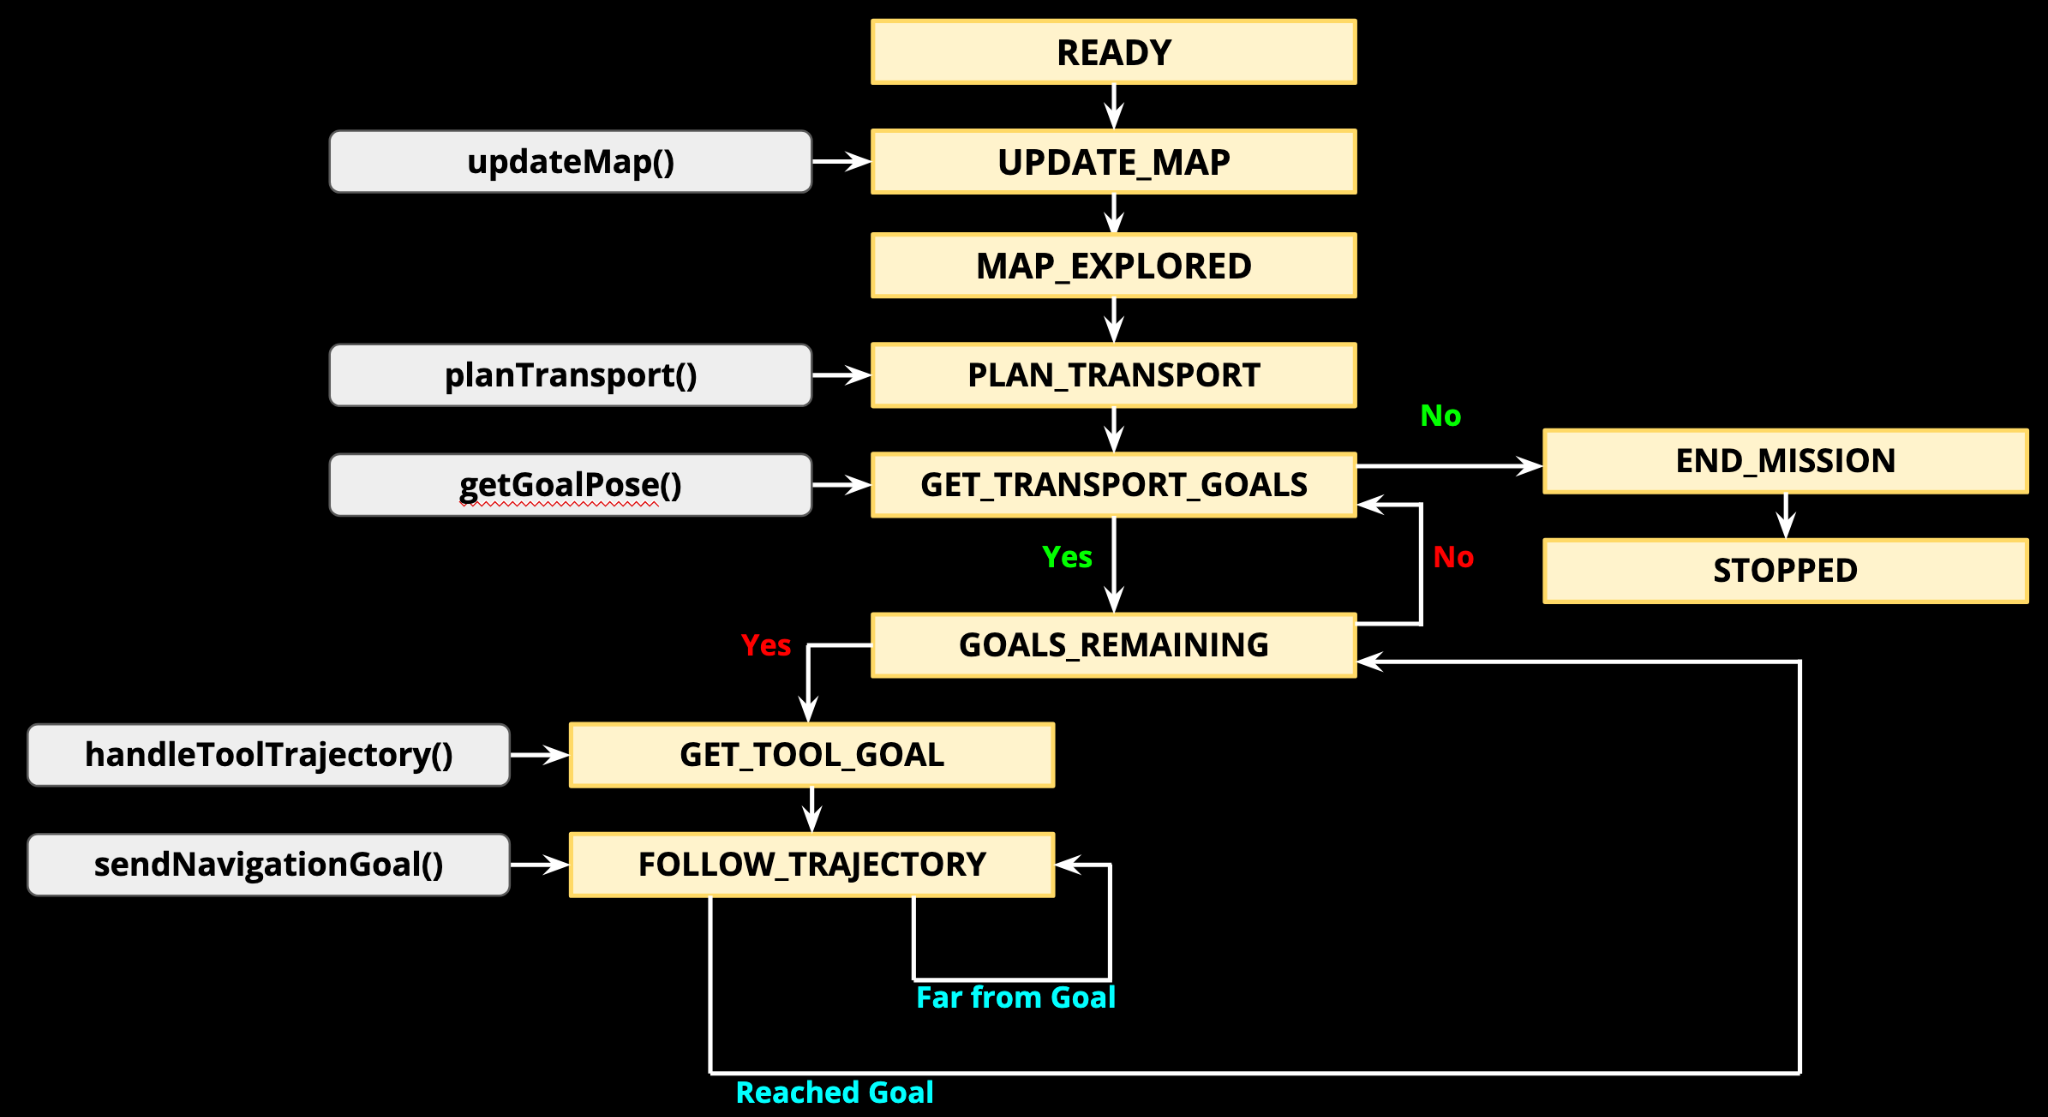 READY
updateMap()
UPDATE_MAP
MAP_EXPLORED
planTransport()
PLAN_TRANSPORT
No
END_MISSION
getGoalPose()
GET_TRANSPORT_GOALS
Yes
No
STOPPED
Yes
GOALS_REMAINING
handleToolTrajectory()
GET_TOOL_GOAL
sendNavigationGoal()
FOLLOW_TRAJECTORY
Far from Goal
Reached Goal